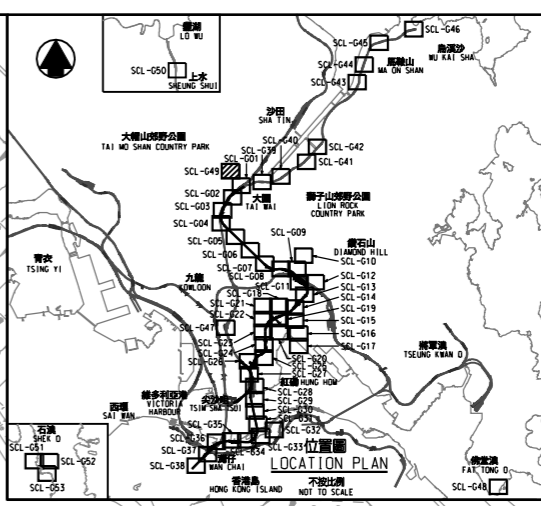 羅湖
LO WU
SCL-G50
上水
SHEUNG SHUI
SCL-G46
SCL-G45
烏溪沙
WU KAI SHA
馬鞍山
MA ON SHAN
SCL-G44
SCL-G43
沙田
SHA TIN
大帽山郊野公園
TAI MO SHAN COUNTRY PARK
SCL-G40
SCL-G39
SCL-G42
SCL-G01
SCL-G41
SCL-G49
SCL-G02
大圍
TAI WAI
獅子山郊野公園
LION ROCK
COUNTRY PARK
SCL-G03
SCL-G04
SCL-G05
SCL-G06
SCL-G07
SCL-G08
SCL-G09
鑽石山
DIAMOND HILL
SCL-G10
青衣
TSING YI
九龍
KOWLOON
SCL-G11
SCL-G12
SCL-G13
SCL-G14
SCL-G18
SCL-G19
SCL-G21
SCL-G22
SCL-G15
SCL-G16
SCL-G17
SCL-G47
SCL-G23
SCL-G24
SCL-G20
SCL-G26
SCL-G27
將軍澳
TSEUNG KWAN O
紅磡
HUNG HOM
SCL-G28
SCL-G29
SCL-G30
維多利亞港
VICTORIA
HARBOUR
尖沙咀
TSIM SHA TSUI
西環
SAI WAN
SCL-G32
SCL-G33
SCL-G34
SCL-G35
SCL-G36
SCL-G37
SCL-G38
灣仔
WAN CHAI
香港島
HONG KONG ISLAND
石澳
SHEK O
SCL-G51
SCL-G52
SCL-G53
位置圖
LOCATION PLAN
不按比例
NOT TO SCALE
佛堂澳
FAT TONG O
SCL-G48